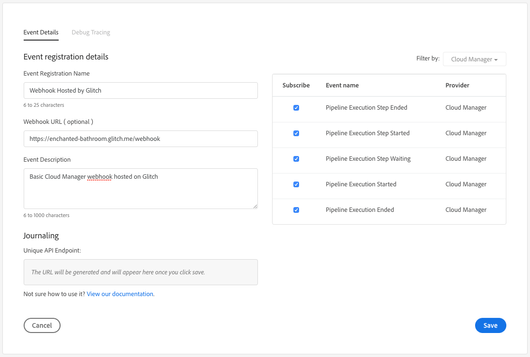 Event Details Debug Tracing
Event registration details
Event Registration Name
Webhook Hosted by Glitch
6 to 25 characters
Webhook URL ( optional )
https://enchanted-bathroom.glitch.me/webhook
Event Description
Basic Cloud Manager webhook hosted on Glitch
6 to 1000 characters
Journaling
Unique API Endpoint:
The URL will be generated and will appear here once you click save.
Not sure how to use it? View our documentation.
Cancel
Filter by: Cloud Manager
Subscribe Event name Provider
Pipeline Execution Step Ended Cloud Manager
Pipeline Execution Step Started Cloud Manager
Pipeline Execution Step Waiting Cloud Manager
Pipeline Execution Started Cloud Manager
Pipeline Execution Ended Cloud Manager
Save